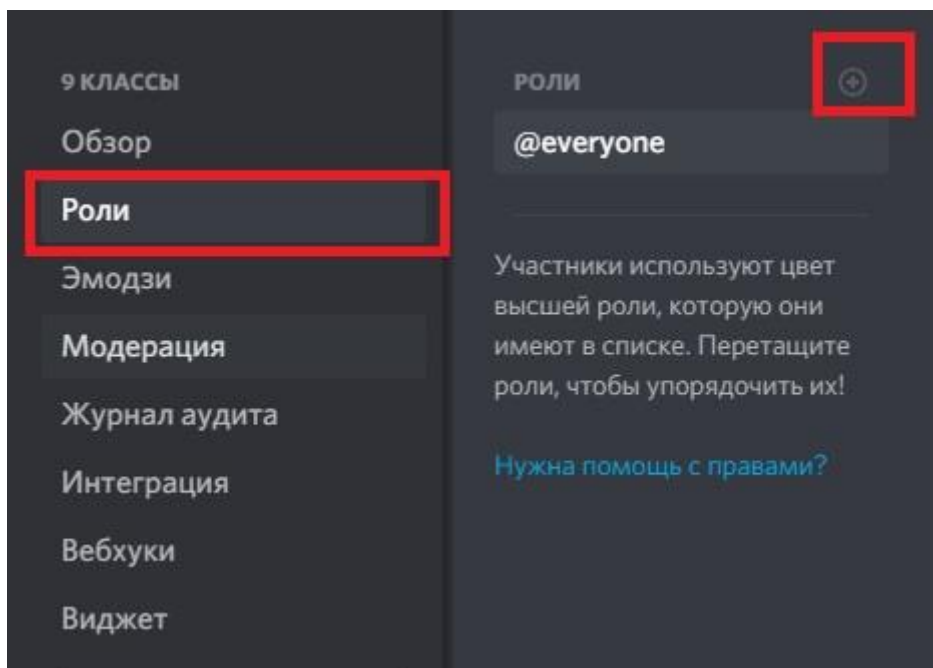 9 КЛАССЫ
Обзор
Роли
Эмодзи
Модерация
Журнал аудита
Интеграция
Вебхуки
Виджет
РОЛИ
@everyone
Участники используют цвет
высшей роли, которую они
имеют в списке. Перетащите
роли, чтобы упорядочить их!
Нужна помощь с правами?